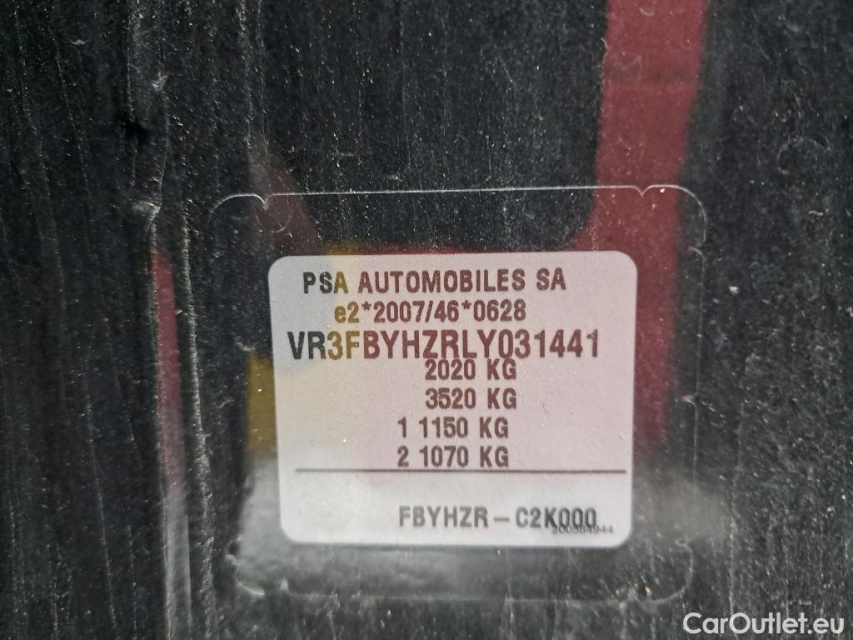 PSA AUTOMOBILES SA
e2*2007/46*0628
VR3FBYHZRLY031441
2020 KG
3520 KG
1 1150 KG
2 1070 KG
FBYHZR-C2K000
200584944
CarOutlet.eu